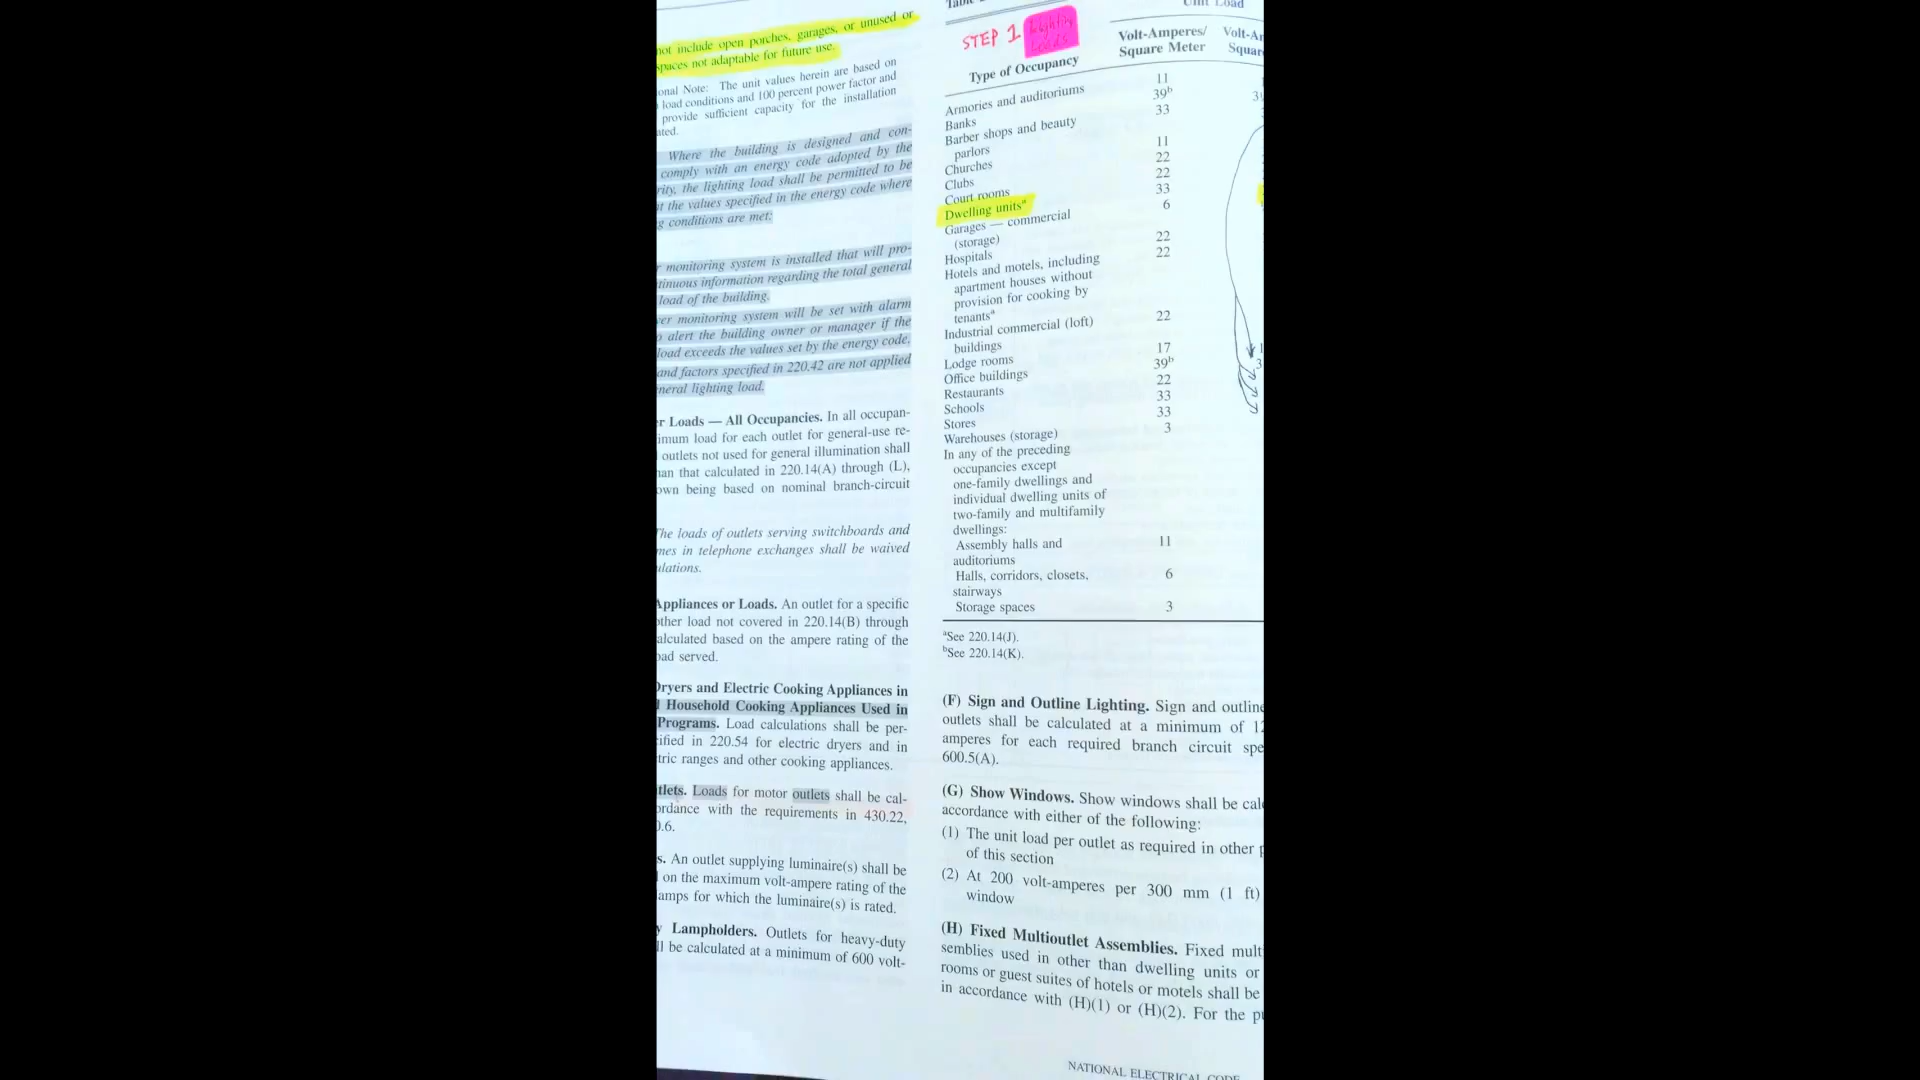 not include open porches, garages, or unused or
spaces not adaptable for future use.
onal Note: The unit values herein are based on
load conditions and 100 percent power factor and
provide sufficient capacity for the installation
ated.
Where the building is designed and con-
comply with an energy code adopted by the
rity, the lighting load shall be permitted to be
t the values specified in the energy code where
g conditions are met:
r monitoring system is installed that will pro-
tinuous information regarding the total general
load of the building.
er monitoring system will be set with alarm
o alert the building owner or manager if the
load exceeds the values set by the energy code.
and factors specified in 220.42 are not applied
neral lighting load.
r Loads — All Occupancies. In all occupan-
imum load for each outlet for general-use re-
outlets not used for general illumination shall
han that calculated in 220.14(A) through (L),
own being based on nominal branch-circuit
The loads of outlets serving switchboards and
mes in telephone exchanges shall be waived
ulations.
Appliances or Loads. An outlet for a specific
ther load not covered in 220.14(B) through
alculated based on the ampere rating of the
oad served.
Dryers and Electric Cooking Appliances in
Household Cooking Appliances Used in
Programs. Load calculations shall be per-
ified in 220.54 for electric dryers and in
tric ranges and other cooking appliances.
tlets. Loads for motor outlets shall be cal-
ordance with the requirements in 430.22,
0.6.
s. An outlet supplying luminaire(s) shall be
on the maximum volt-ampere rating of the
amps for which the luminaire(s) is rated.
y Lampholders. Outlets for heavy-duty
ll be calculated at a minimum of 600 volt-
Table
Unit Load
STEP 1 Lighting
Loads
Volt-Amperes/ Volt-Am
Type of Occupancy Square Meter Squar
Armories and auditoriums 11
Banks 39b
Barber shops and beauty 33
parlors
Churches 11
Clubs 22
Court rooms 22
Dwelling unitsa 33
Garages — commercial 6
(storage)
Hospitals 22
Hotels and motels, including 22
apartment houses without
provision for cooking by
tenantsa
Industrial commercial (loft) 22
buildings
Lodge rooms 17
Office buildings 39b
Restaurants 22
Schools 33
Stores 33
Warehouses (storage) 3
In any of the preceding
occupancies except
one-family dwellings and
individual dwelling units of
two-family and multifamily
dwellings:
Assembly halls and 11
auditoriums
Halls, corridors, closets, 6
stairways
Storage spaces 3
aSee 220.14(J).
bSee 220.14(K).
(F) Sign and Outline Lighting. Sign and outline
outlets shall be calculated at a minimum of 12
amperes for each required branch circuit spe
600.5(A).
(G) Show Windows. Show windows shall be cal
accordance with either of the following:
(1) The unit load per outlet as required in other p
of this section
(2) At 200 volt-amperes per 300 mm (1 ft)
window
(H) Fixed Multioutlet Assemblies. Fixed mult
semblies used in other than dwelling units or
rooms or guest suites of hotels or motels shall be
in accordance with (H)(1) or (H)(2). For the pu
NATIONAL ELECTRICAL CODE